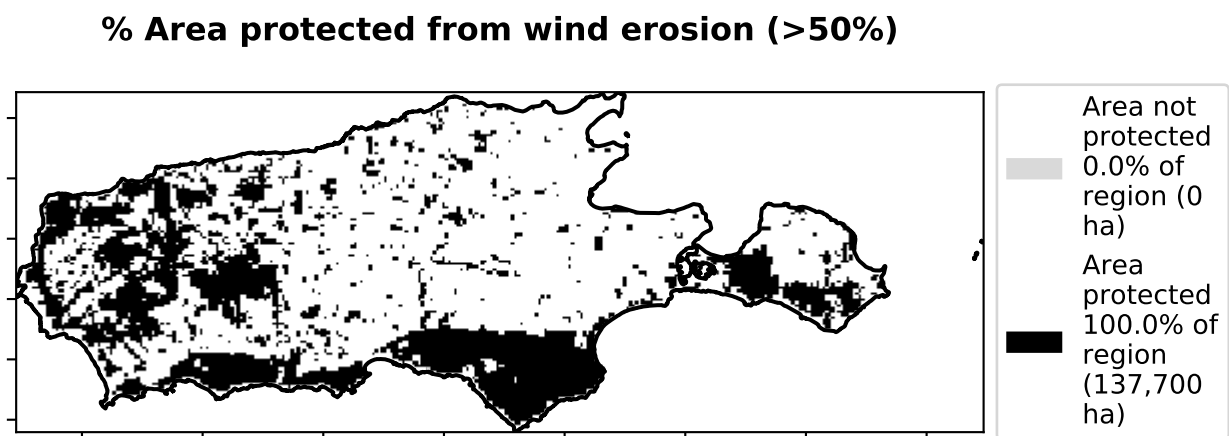 % Area protected from wind erosion (>50%)
Area not
protected
0.0% of
region (0
ha)
Area
protected
100.0% of
region
(137,700
ha)